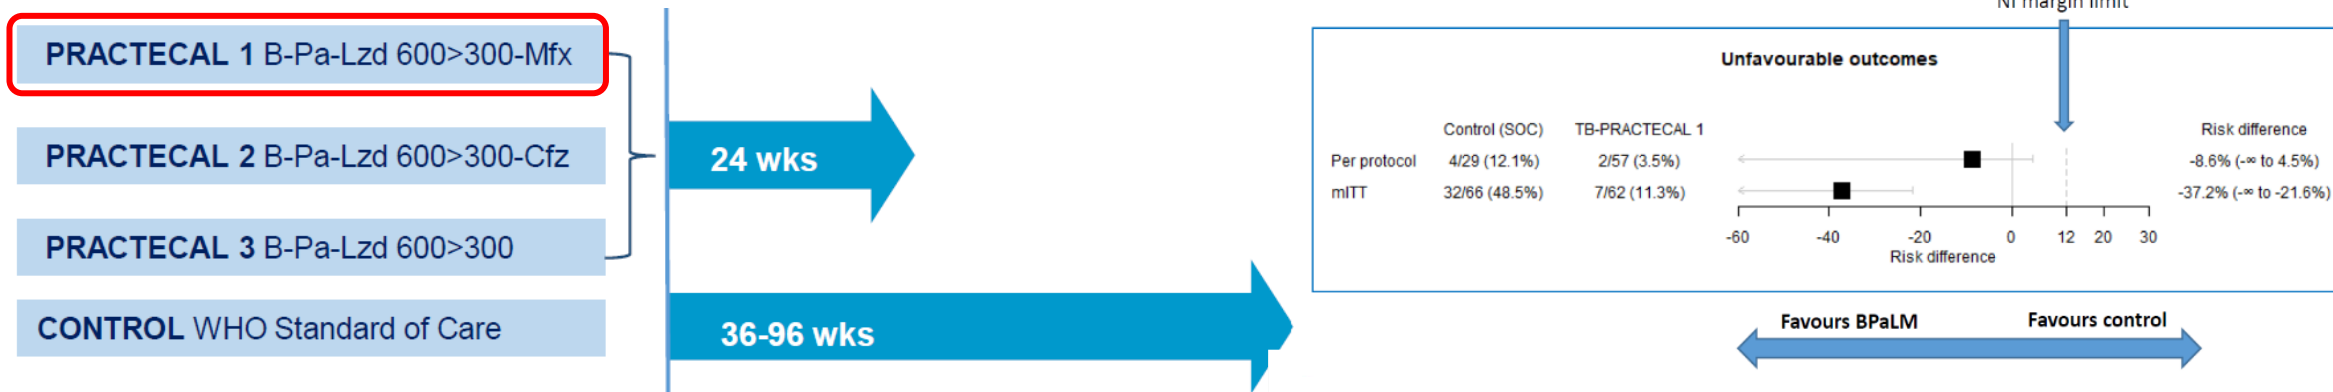 PRACTECAL 1 B-Pa-Lzd 600>300-Mfx
PRACTECAL 2 B-Pa-Lzd 600>300-Cfz
PRACTECAL 3 B-Pa-Lzd 600>300
CONTROL WHO Standard of Care
24 wks
36-96 wks
NI margin limit
Unfavourable outcomes
Control (SOC) TB-PRACTECAL 1 Risk difference
Per protocol 4/29 (12.1%) 2/57 (3.5%) -8.6% (-∞ to 4.5%)
mITT 32/66 (48.5%) 7/62 (11.3%) -37.2% (-∞ to -21.6%)
-60 -40 -20 0 12 20 30
Risk difference
Favours BPaLM Favours control